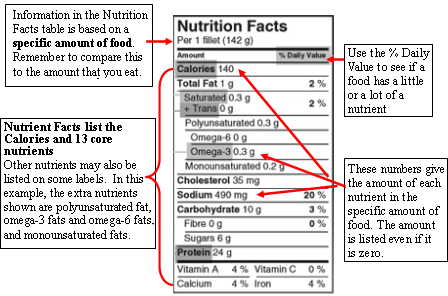 Information in the Nutrition
Facts table is based on a
specific amount of food.
Remember to compare this
to the amount that you eat.
Nutrient Facts list the
Calories and 13 core
nutrients
Other nutrients may also be
listed on some labels.  In this
example, the extra nutrients
shown are polyunsaturated fat,
omega-3 fats and omega-6 fats,
and monounsaturated fats.
Nutrition Facts
Per 1 fillet (142 g)
Amount % Daily Value
Calories 140
Total Fat 1 g 2 %
Saturated 0.3 g
+ Trans 0 g 2 %
Polyunsaturated 0.3 g
Omega-6 0 g
Omega-3 0.3 g
Monounsaturated 0.2 g
Cholesterol 35 mg
Sodium 490 mg 20 %
Carbohydrate 10 g 3 %
Fibre 0 g 0 %
Sugars 6 g
Protein 24 g
Vitamin A 4 % Vitamin C 0 %
Calcium 4 % Iron 4 %
Use the % Daily
Value to see if a
food has a little
or a lot of a
nutrient
These numbers give
the amount of each
nutrient in the
specific amount of
food. The amount
is listed even if it
is zero.